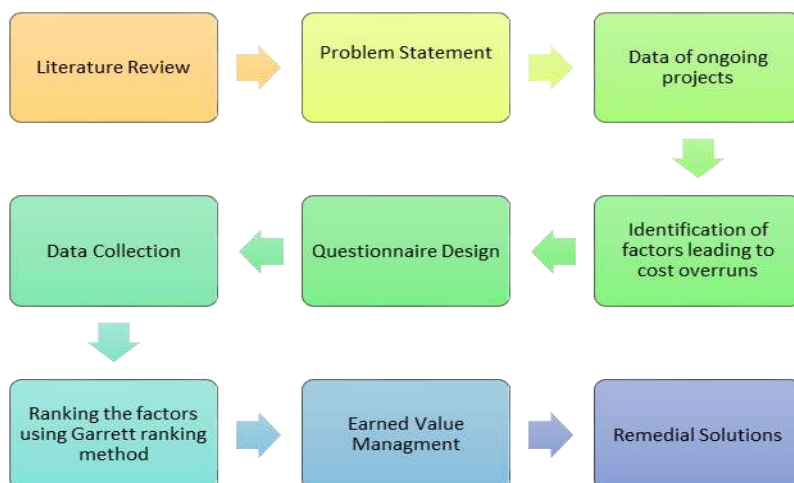 Literature Review
Problem Statement
Data of ongoing
projects
Identification of
factors leading to
cost overruns
Questionnaire Design
Data Collection
Ranking the factors
using Garrett ranking
method
Earned Value
Managment
Remedial Solutions